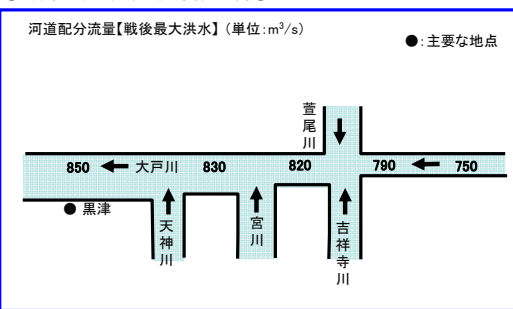 河道配分流量【戦後最大洪水】（単位：m³/s）
●：主要な地点
萱尾川
850 大戸川 830 820 790 750
●黒津
天神川
宮川
吉祥寺川